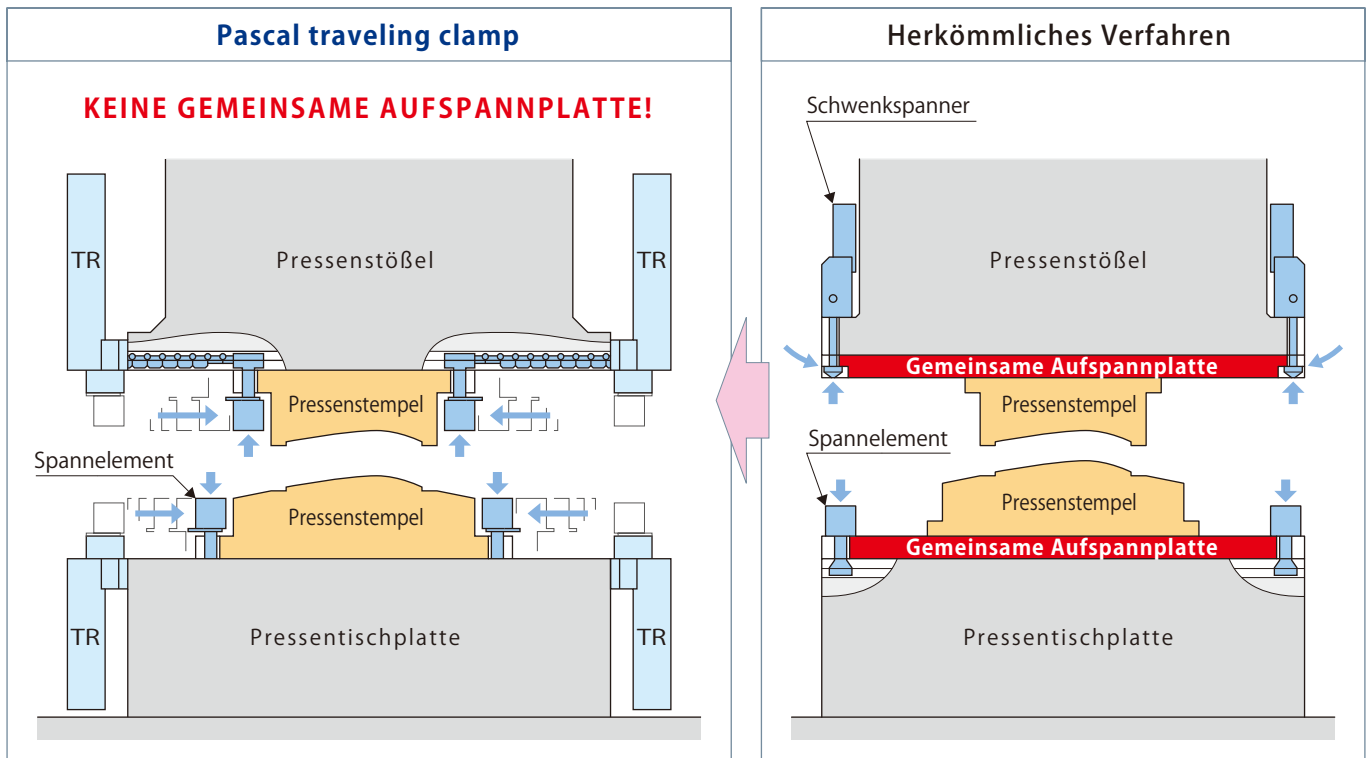 Pascal traveling clamp
KEINE GEMEINSAME AUFSPANNPLATTE!
TR
Pressenstößel
TR
Pressenstempel
Spannelement
Pressenstempel
TR
Pressentischplatte
TR
Herkömmliches Verfahren
Schwenkspanner
Pressenstößel
Gemeinsame Aufspannplatte
Pressenstempel
Spannelement
Pressenstempel
Gemeinsame Aufspannplatte
Pressentischplatte